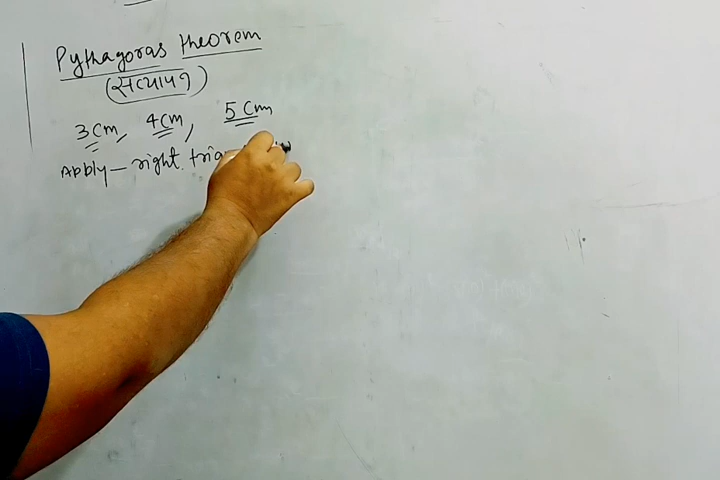 Pythagoras theorem
(सत्यापन)
3cm, 4cm, 5cm
Apply – right.